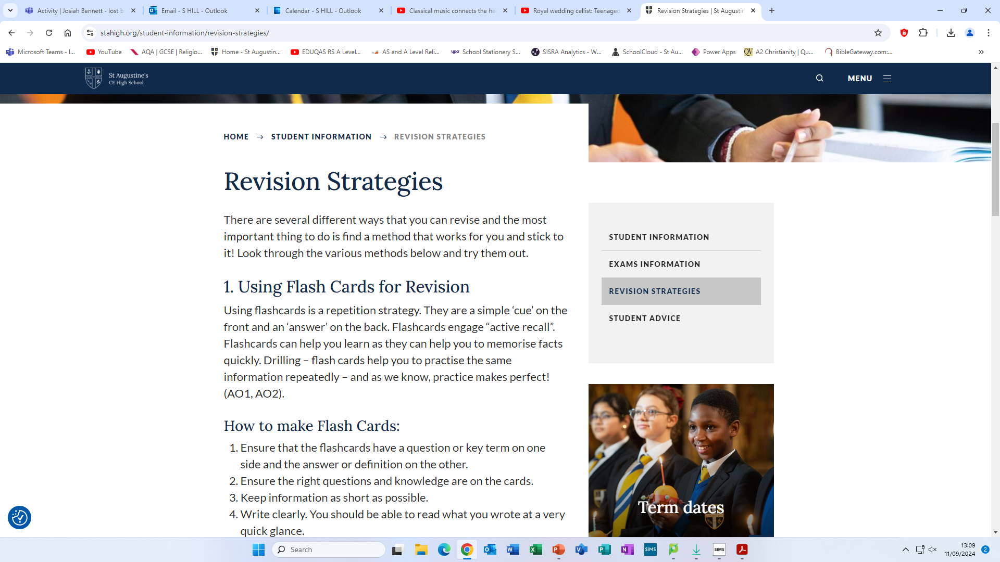 Activity | Josiah Bennett - lost b
Email - S HILL - Outlook
Calendar - S HILL - Outlook
Classical music connects the he
Royal wedding cellist: Teenaged
Revision Strategies | St Augustin
stahigh.org/student-information/revision-strategies/
Microsoft Teams - I...
YouTube
AQA | GCSE | Religio...
Home - St Augustin...
EDUQAS RS A Level...
AS and A Level Reli...
School Stationery S...
SISRA Analytics - W...
SchoolCloud - St Au...
Power Apps
A2 Christianity | Qu...
BibleGateway.com:...
St Augustine's
CE High School
MENU
HOME → STUDENT INFORMATION → REVISION STRATEGIES
Revision Strategies
There are several different ways that you can revise and the most
important thing to do is find a method that works for you and stick to
it! Look through the various methods below and try them out.
1. Using Flash Cards for Revision
Using flashcards is a repetition strategy. They are a simple ‘cue’ on the
front and an ‘answer’ on the back. Flashcards engage “active recall”.
Flashcards can help you learn as they can help you to memorise facts
quickly. Drilling – flash cards help you to practise the same
information repeatedly – and as we know, practice makes perfect!
(AO1, AO2).
How to make Flash Cards:
1. Ensure that the flashcards have a question or key term on one
side and the answer or definition on the other.
2. Ensure the right questions and knowledge are on the cards.
3. Keep information as short as possible.
4. Write clearly. You should be able to read what you wrote at a very
quick glance.
STUDENT INFORMATION
EXAMS INFORMATION
REVISION STRATEGIES
STUDENT ADVICE
Term dates
Search
SIMS
SIMS
13:09
11/09/2024
2